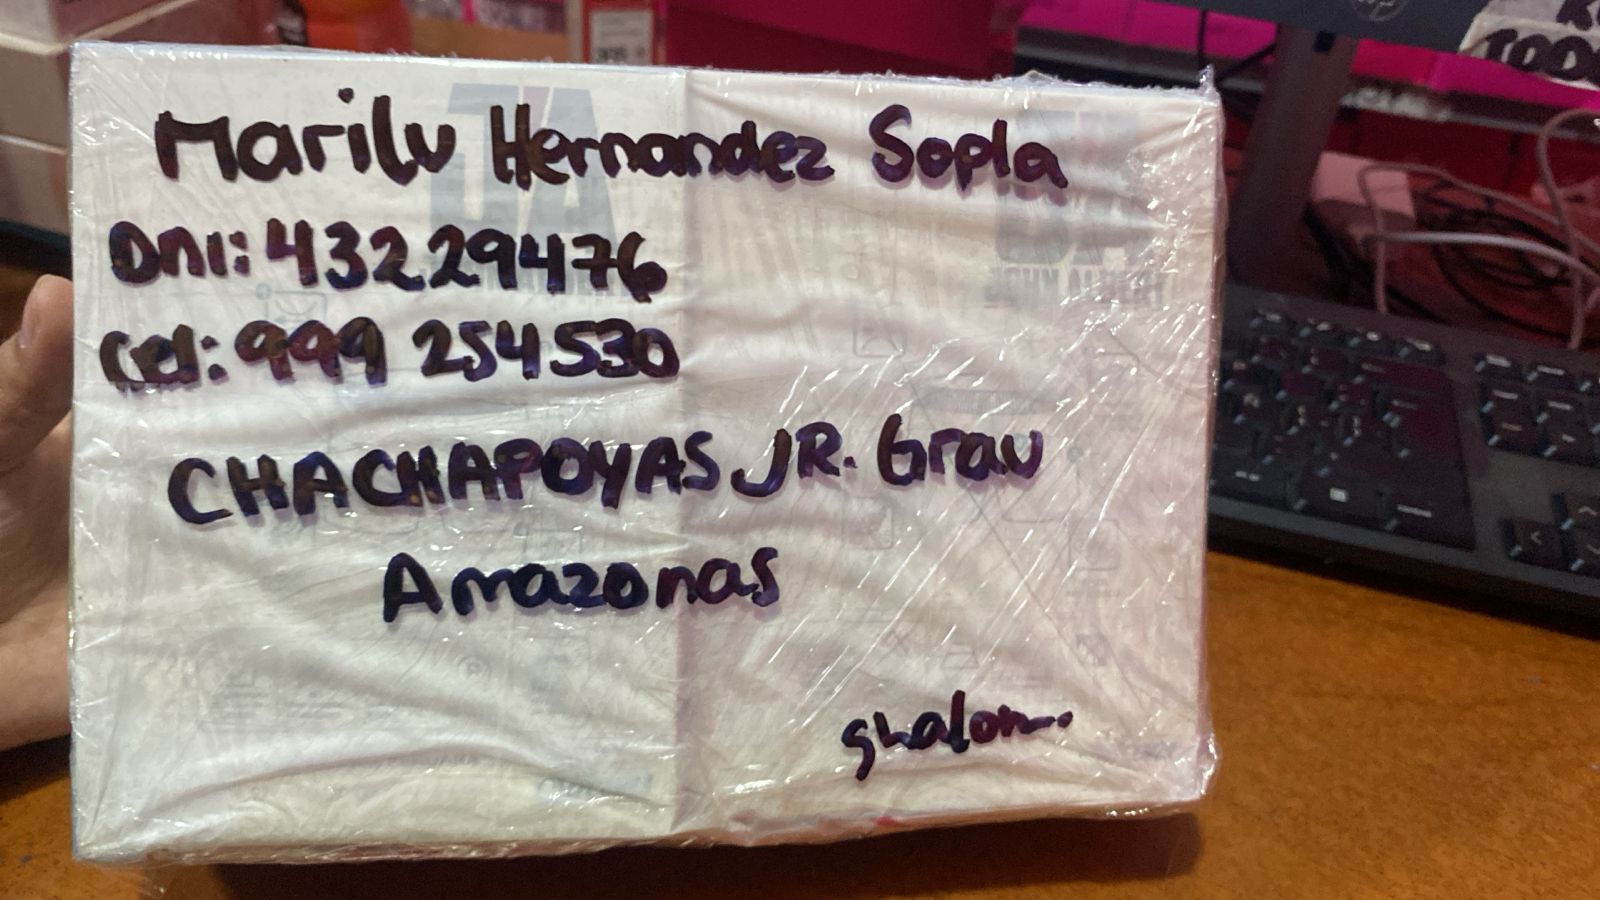 Marilu Hernandez Sopla
Dni: 43229476
Cel: 999 254530
CHACHAPOYAS JR. Grau
Amazonas
shalom